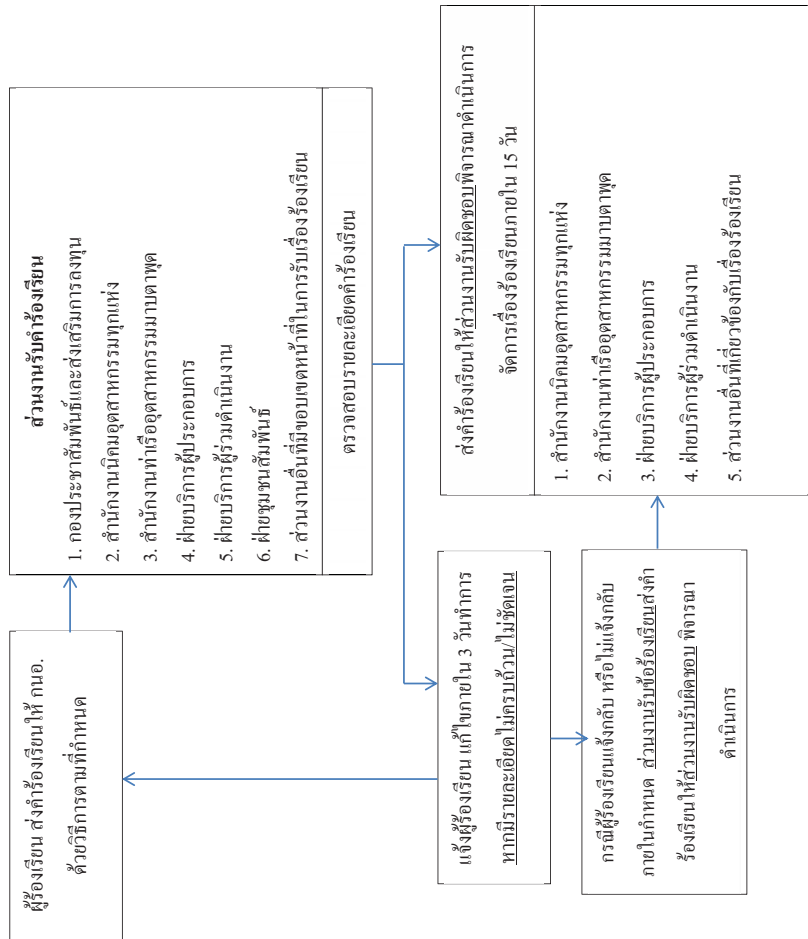 ผู้ร้องเรียน ส่งคำร้องเรียนให้ กนอ.
ด้วยวิธีการตามที่กำหนด
ส่วนงานรับคำร้องเรียน
1. กองประชาสัมพันธ์และส่งเสริมการลงทุน
2. สำนักงานนิคมอุตสาหกรรมทุกแห่ง
3. สำนักงานท่าเรืออุตสาหกรรมมาบตาพุด
4. ฝ่ายบริการผู้ประกอบการ
5. ฝ่ายบริการผู้ร่วมดำเนินงาน
6. ฝ่ายชุมชนสัมพันธ์
7. ส่วนงานอื่นที่มีขอบเขตหน้าที่ในการรับเรื่องร้องเรียน
ตรวจสอบรายละเอียดคำร้องเรียน
แจ้งผู้ร้องเรียน แก้ไขภายใน 3 วันทำการ
หากมีรายละเอียดไม่ครบถ้วน/ไม่ชัดเจน
กรณีผู้ร้องเรียนแจ้งกลับ หรือไม่แจ้งกลับ
ภายในกำหนด ส่วนงานรับข้อร้องเรียนส่งคำ
ร้องเรียนให้ส่วนงานรับผิดชอบ พิจารณา
ดำเนินการ
ส่งคำร้องเรียนให้ส่วนงานรับผิดชอบพิจารณาดำเนินการ
จัดการเรื่องร้องเรียนภายใน 15 วัน
1. สำนักงานนิคมอุตสาหกรรมทุกแห่ง
2. สำนักงานท่าเรืออุตสาหกรรมมาบตาพุด
3. ฝ่ายบริการผู้ประกอบการ
4. ฝ่ายบริการผู้ร่วมดำเนินงาน
5. ส่วนงานอื่นที่เกี่ยวข้องกับเรื่องร้องเรียน